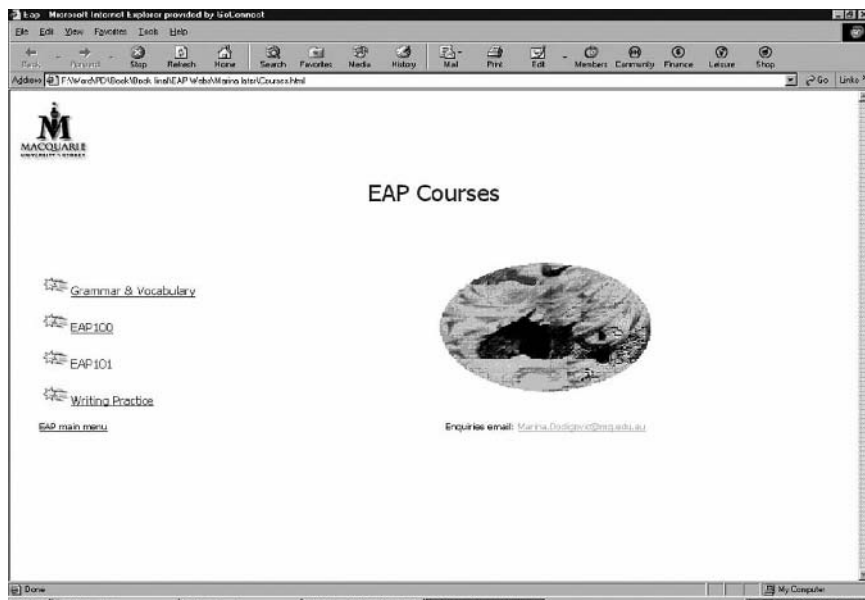 Eap - Microsoft Internet Explorer provided by GoConnect
File Edit View Favorites Tools Help
Back Forward Stop Refresh Home Search Favorites Media History Mail Print Edit Members Community Finance Leisure Shop
Address Go Links
MACQUARIE
UNIVERSITY ~ SYDNEY
EAP Courses
Grammar & Vocabulary
EAP100
EAP101
Writing Practice
EAP main menu
Enquiries email: Marina.Dodigovic@mq.edu.au
Done
My Computer